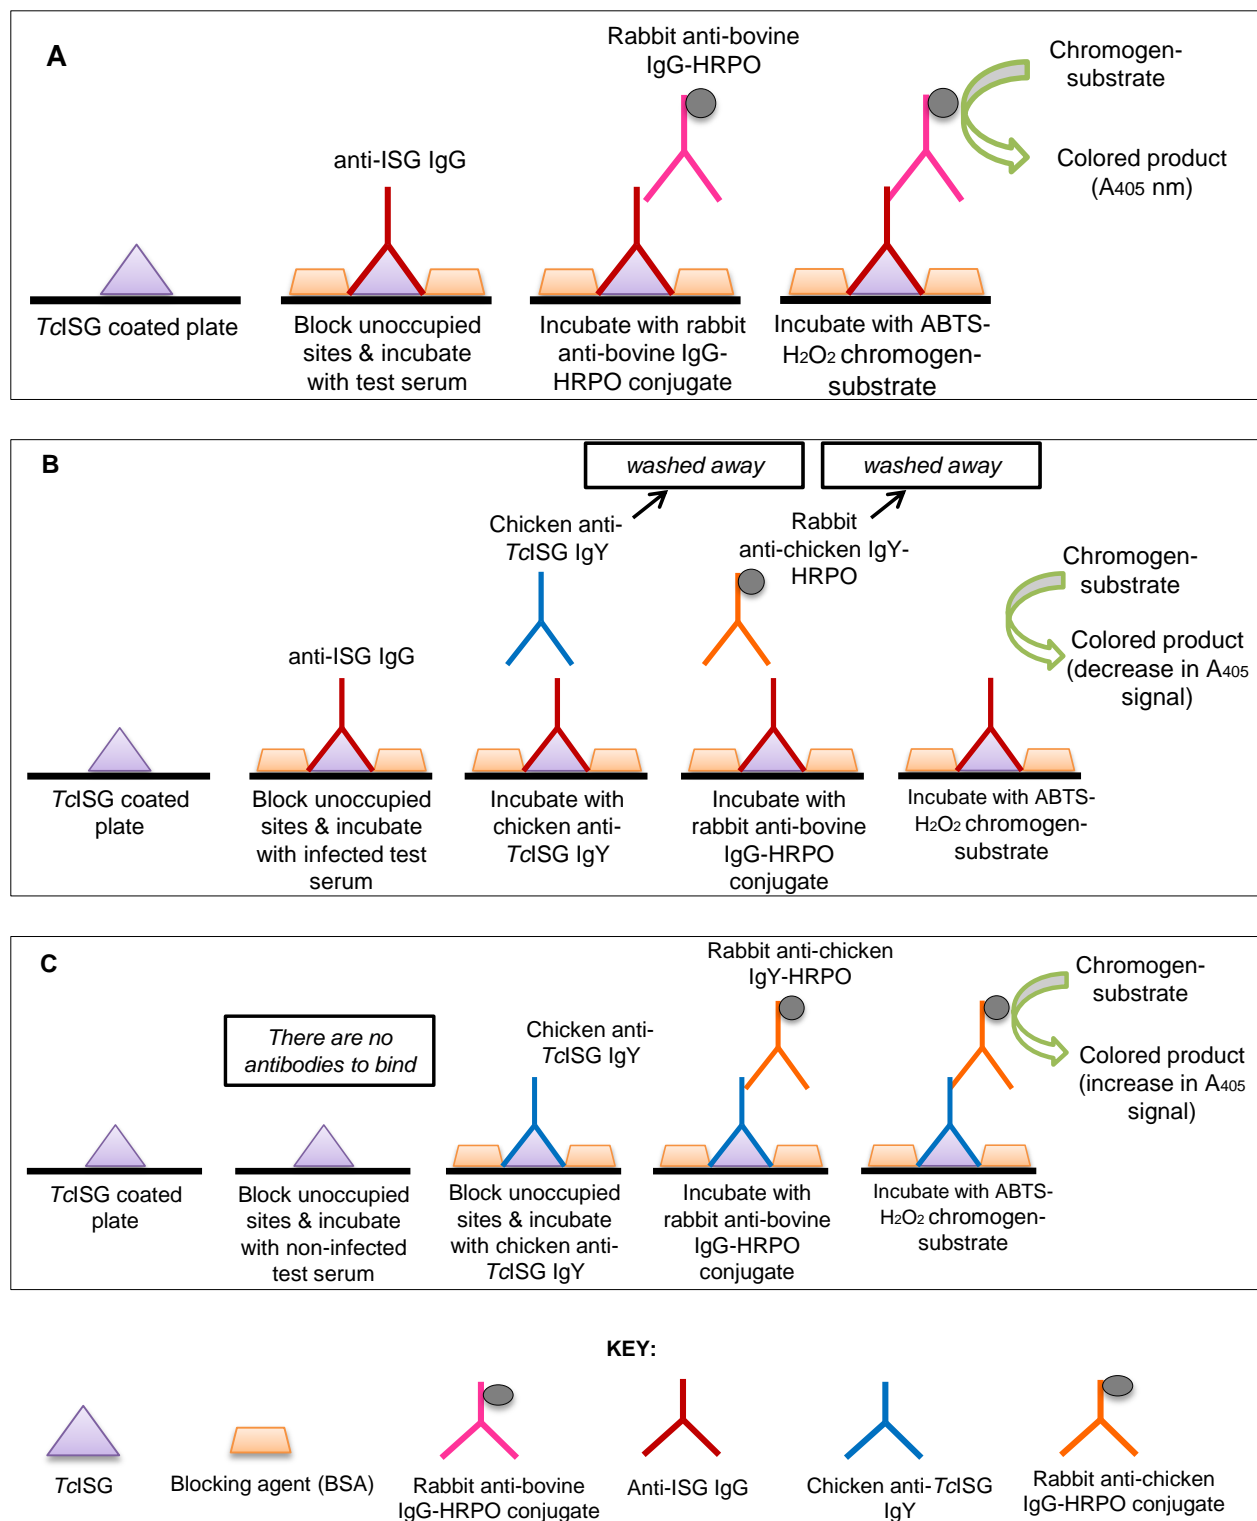 A
Rabbit anti-bovine
IgG-HRPO
Chromogen-
substrate
Colored product
(A405 nm)
anti-ISG IgG
TcISG coated plate
Block unoccupied
sites & incubate
with test serum
Incubate with rabbit
anti-bovine IgG-
HRPO conjugate
Incubate with ABTS-
H2O2 chromogen-
substrate
B
washed away
washed away
Chicken anti-
TcISG IgY
Rabbit
anti-chicken IgY-
HRPO
Chromogen-
substrate
Colored product
(decrease in A405
signal)
anti-ISG IgG
TcISG coated
plate
Block unoccupied
sites & incubate
with infected test
serum
Incubate with
chicken anti-
TcISG IgY
Incubate with
rabbit anti-bovine
IgG-HRPO
conjugate
Incubate with ABTS-
H2O2 chromogen-
substrate
C
Rabbit anti-chicken
IgY-HRPO
Chromogen-
substrate
There are no
antibodies to bind
Chicken anti-
TcISG IgY
Colored product
(increase in A405
signal)
TcISG coated
plate
Block unoccupied
sites & incubate
with non-infected
test serum
Block unoccupied
sites & incubate
with chicken anti-
TcISG IgY
Incubate with
rabbit anti-bovine
IgG-HRPO
conjugate
Incubate with ABTS-
H2O2 chromogen-
substrate
KEY:
TcISG
Blocking agent (BSA)
Rabbit anti-bovine
IgG-HRPO conjugate
Anti-ISG IgG
Chicken anti-TcISG
IgY
Rabbit anti-chicken
IgG-HRPO conjugate